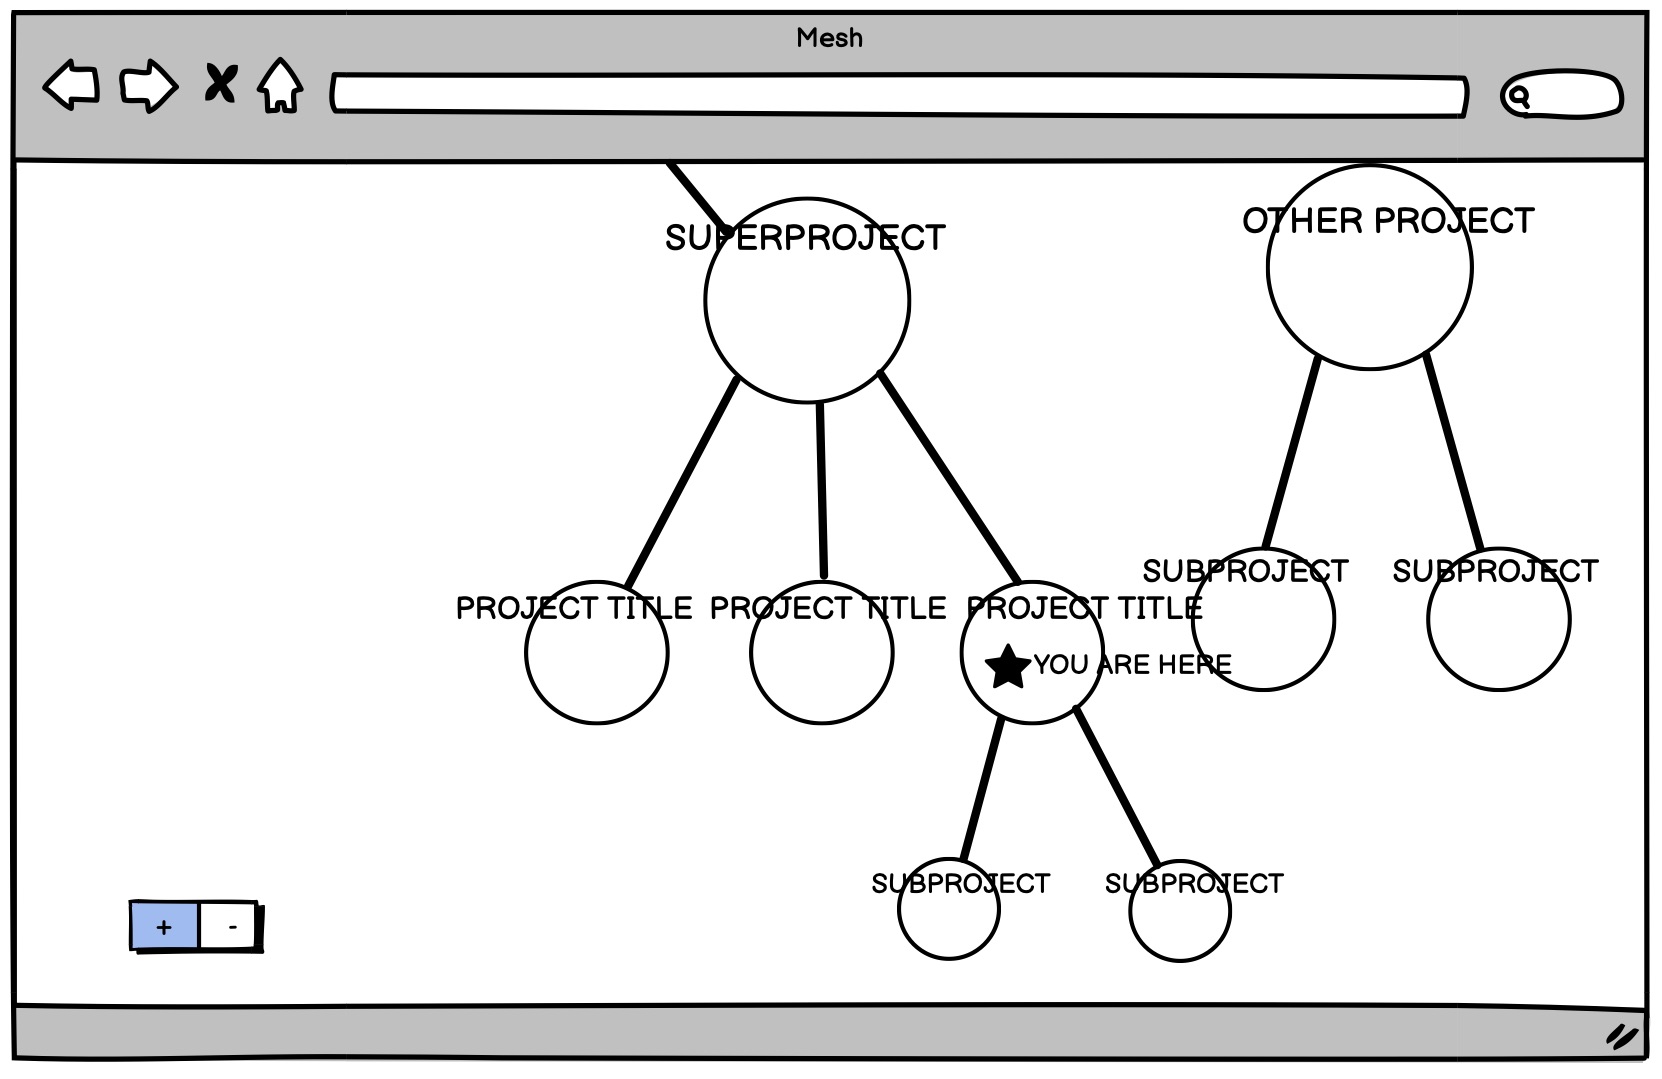 Mesh
SUPERPROJECT
OTHER PROJECT
SUBPROJECT
SUBPROJECT
PROJECT TITLE
PROJECT TITLE
PROJECT TITLE
YOU ARE HERE
SUBPROJECT
SUBPROJECT
+ -